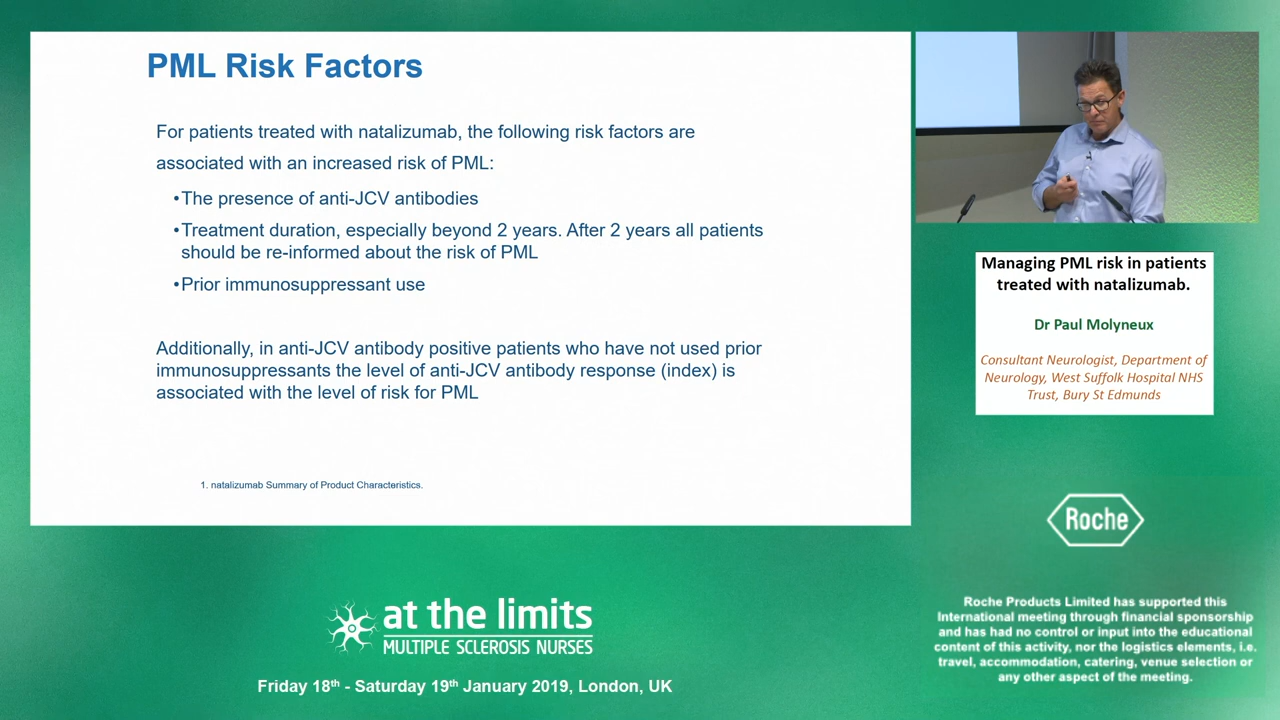 PML Risk Factors
For patients treated with natalizumab, the following risk factors are
associated with an increased risk of PML:
•The presence of anti-JCV antibodies
•Treatment duration, especially beyond 2 years. After 2 years all patients
should be re-informed about the risk of PML
•Prior immunosuppressant use
Additionally, in anti-JCV antibody positive patients who have not used prior
immunosuppressants the level of anti-JCV antibody response (index) is
associated with the level of risk for PML
1. natalizumab Summary of Product Characteristics.
Managing PML risk in patients
treated with natalizumab.
Dr Paul Molyneux
Consultant Neurologist, Department of
Neurology, West Suffolk Hospital NHS
Trust, Bury St Edmunds
Roche
Roche Products Limited has supported this
International meeting through financial sponsorship
and has had no control or input into the educational
content of this activity, nor the logistics elements, i.e.
travel, accommodation, catering, venue selection or
any other aspect of the meeting.
at the limits
MULTIPLE SCLEROSIS NURSES
Friday 18th - Saturday 19th January 2019, London, UK